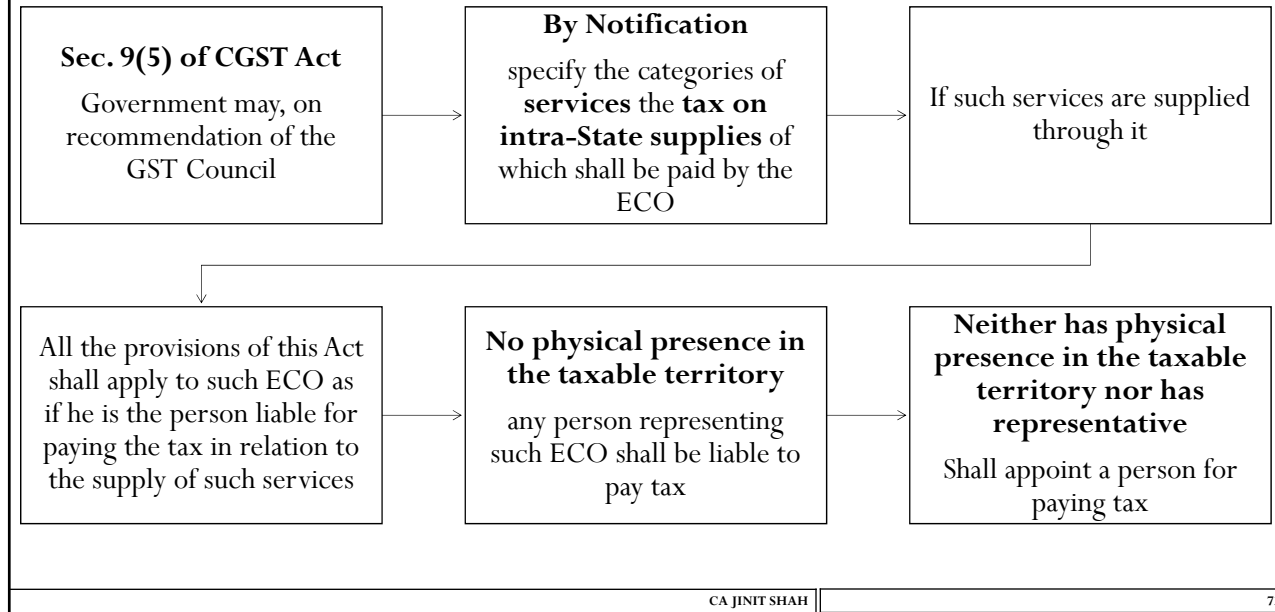 Sec. 9(5) of CGST Act
Government may, on
recommendation of the
GST Council
By Notification
specify the categories of
services the tax on
intra-State supplies of
which shall be paid by the
ECO
If such services are supplied
through it
All the provisions of this Act
shall apply to such ECO as
if he is the person liable for
paying the tax in relation to
the supply of such services
No physical presence in
the taxable territory
any person representing
such ECO shall be liable to
pay tax
Neither has physical
presence in the taxable
territory nor has
representative
Shall appoint a person for
paying tax
CA JINIT SHAH
7